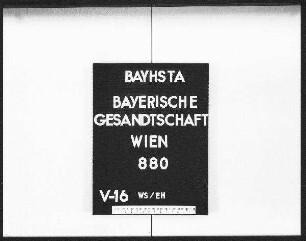 BAYHSTA
BAYERISCHE
GESANDTSCHAFT
WIEN
880
V-16 WS/EH